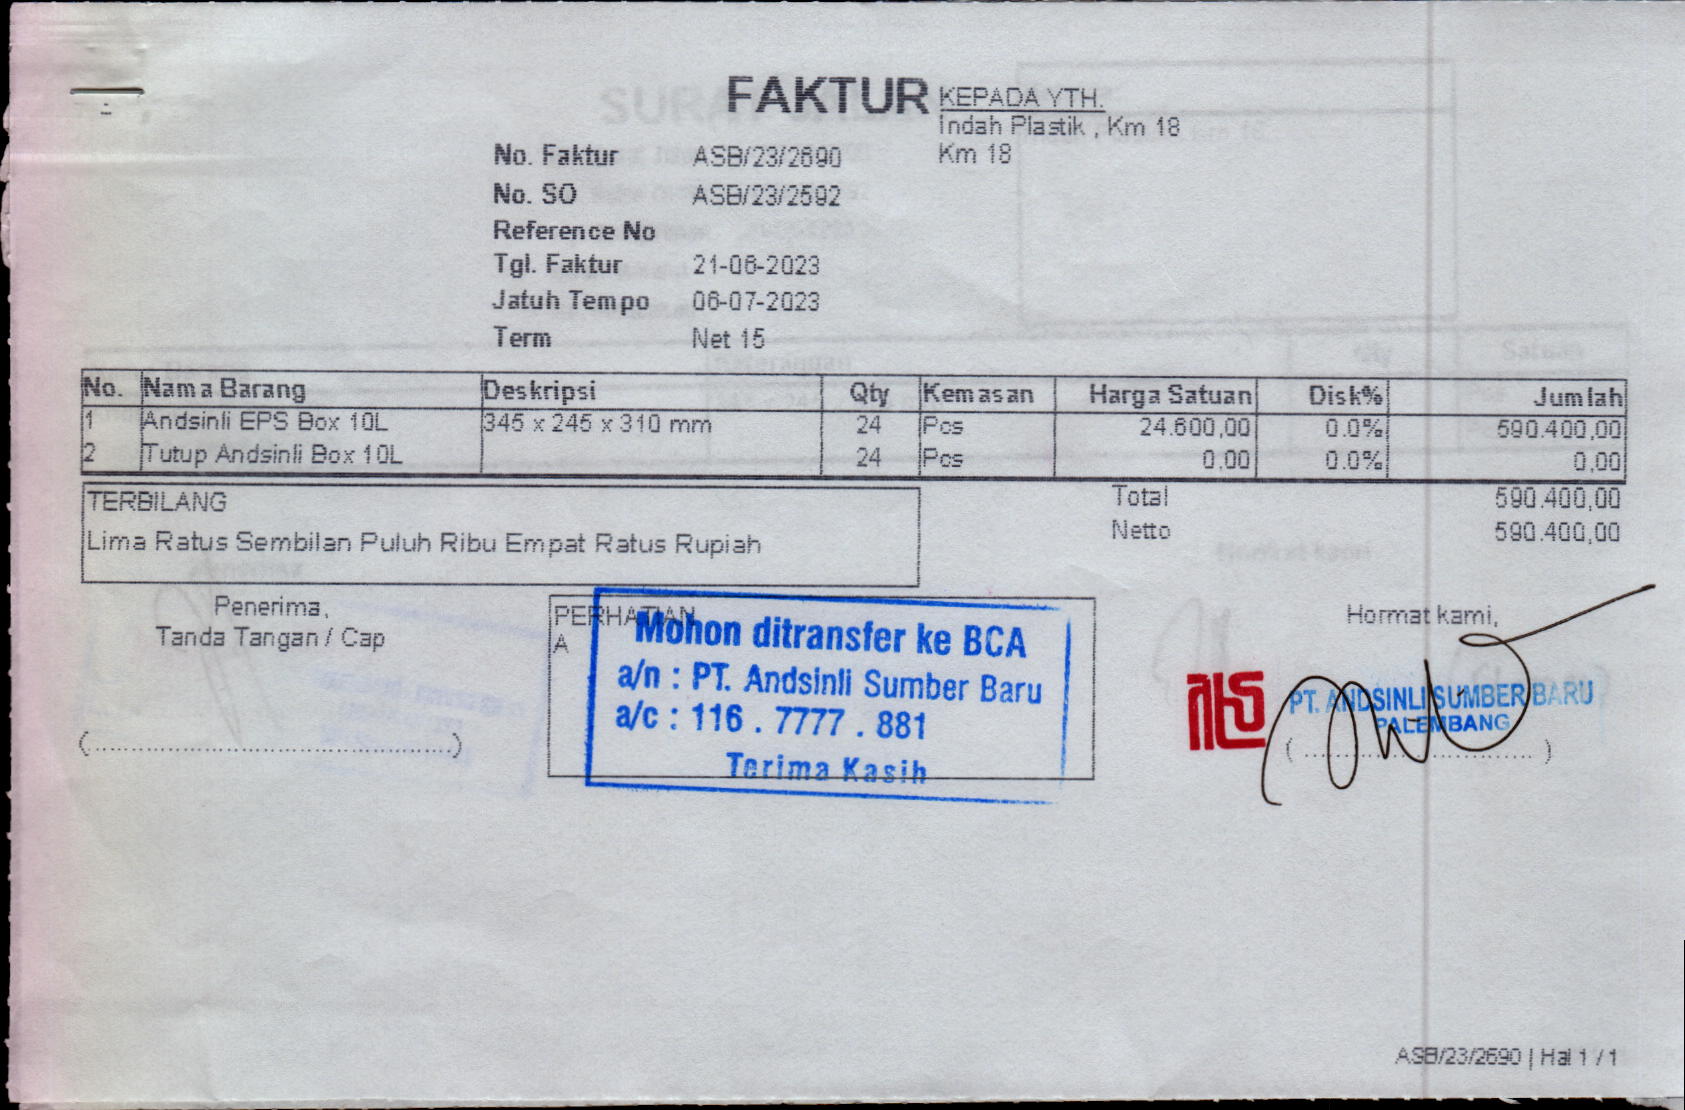 FAKTUR
KEPADA YTH.
Indah Plastik , Km 18
Km 18
No. Faktur ASB/23/2690
No. SO ASB/23/2592
Reference No
Tgl. Faktur 21-06-2023
Jatuh Tempo 06-07-2023
Term Net 15
No. Nama Barang Deskripsi Qty Kemasan Harga Satuan Disk% Jumlah
1 Andsinli EPS Box 10L 345 x 245 x 310 mm 24 Pcs 24.600,00 0.0% 590.400,00
2 Tutup Andsinli Box 10L 24 Pcs 0,00 0.0% 0,00
TERBILANG
Lima Ratus Sembilan Puluh Ribu Empat Ratus Rupiah
Total 590.400,00
Netto 590.400,00
Penerima,
Tanda Tangan / Cap
(..........................................)
PERHATIAN
A
Mohon ditransfer ke BCA
a/n : PT. Andsinli Sumber Baru
a/c : 116 . 7777 . 881
Terima Kasih
Hormat kami,
PT. ANDSINLI SUMBER BARU
PALEMBANG
( .................................. )
ASB/23/2690 | Hal 1 / 1